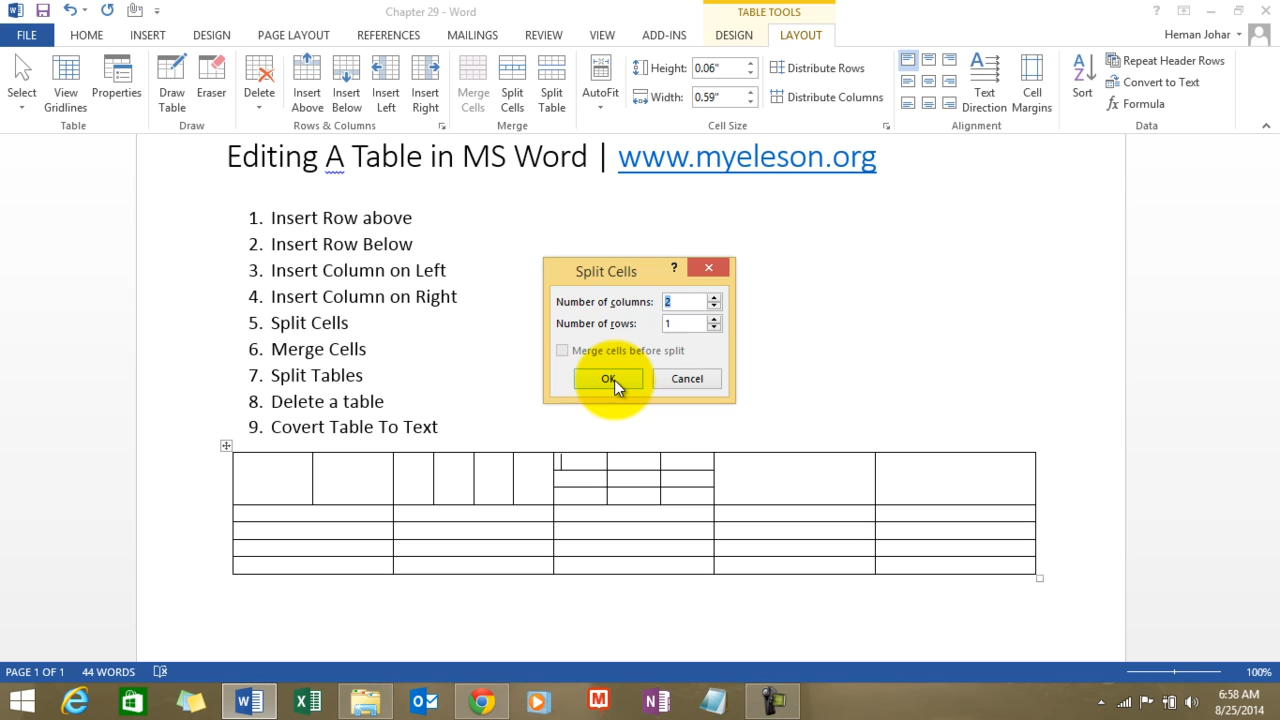 Chapter 29 - Word
TABLE TOOLS
?
FILE HOME INSERT DESIGN PAGE LAYOUT REFERENCES MAILINGS REVIEW VIEW ADD-INS DESIGN LAYOUT
Heman Johar
Select
View Gridlines
Properties
Table
Draw Table
Eraser
Draw
Delete
Insert Above
Insert Below
Insert Left
Insert Right
Rows & Columns
Merge Cells
Split Cells
Split Table
Merge
AutoFit
Height: 0.06"
Width: 0.59"
Distribute Rows
Distribute Columns
Cell Size
Text Direction
Cell Margins
Alignment
Sort
Repeat Header Rows
Convert to Text
Formula
Data
Editing A Table in MS Word | www.myeleson.org
1. Insert Row above
2. Insert Row Below
3. Insert Column on Left
4. Insert Column on Right
5. Split Cells
6. Merge Cells
7. Split Tables
8. Delete a table
9. Covert Table To Text
Split Cells ?
Number of columns: 2
Number of rows: 1
Merge cells before split
OK Cancel
PAGE 1 OF 1 44 WORDS
100%
6:58 AM
8/25/2014